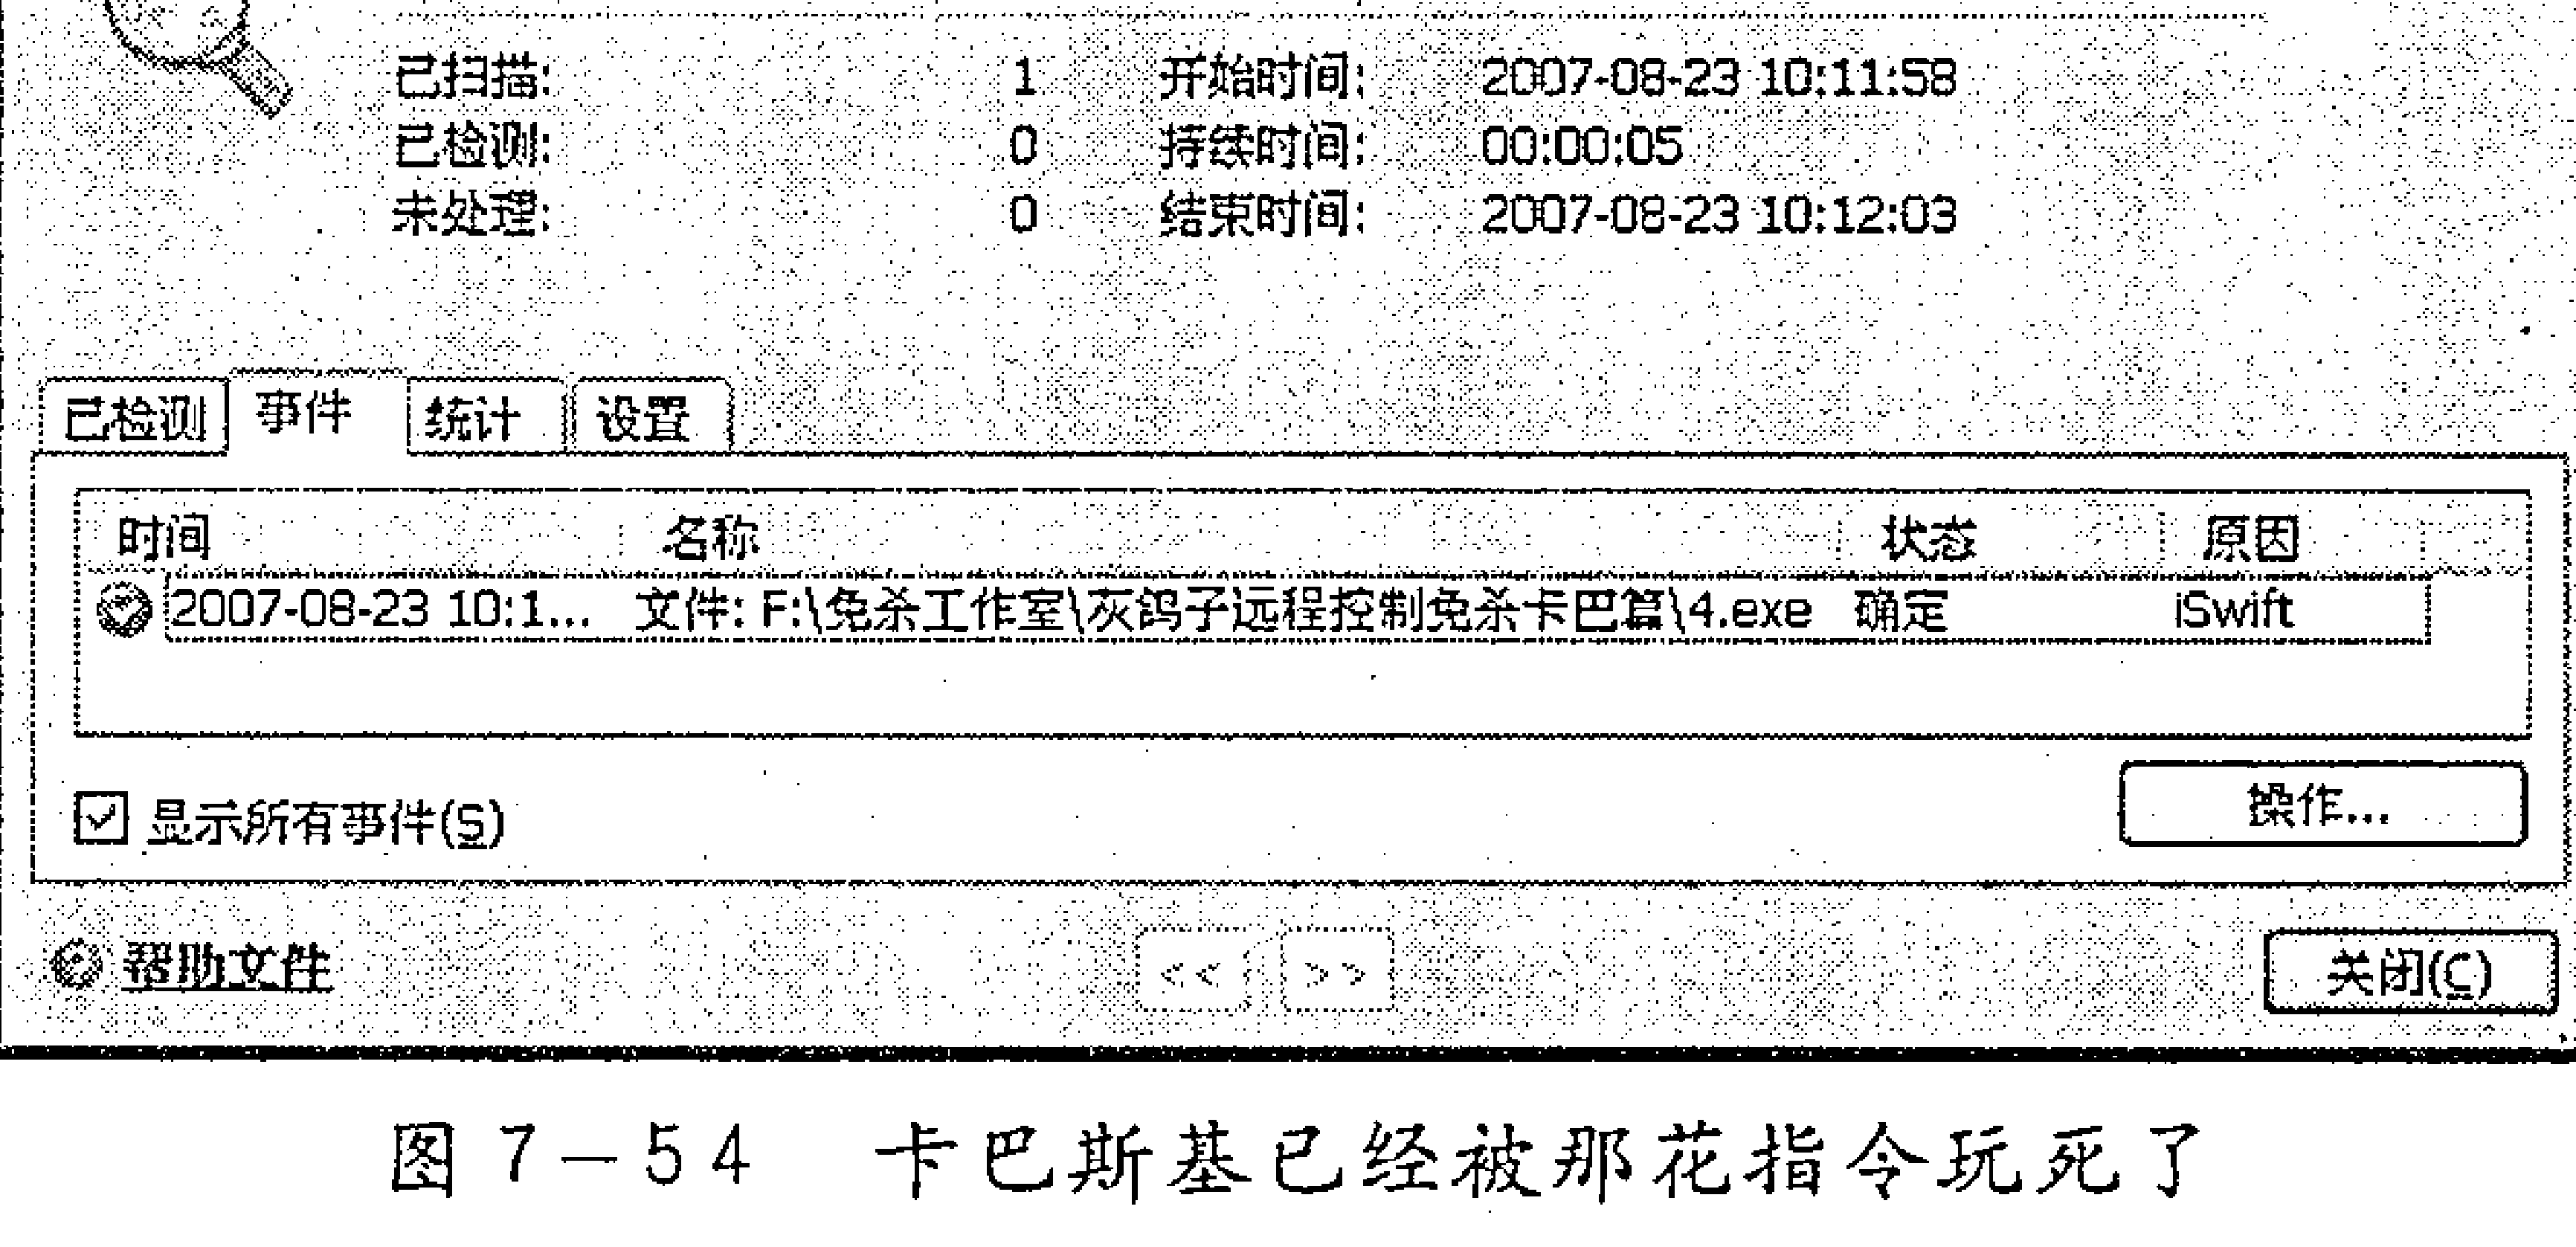 已扫描: 1 开始时间: 2007-08-23 10:11:58
已检测: 0 持续时间: 00:00:05
未处理: 0 结束时间: 2007-08-23 10:12:03
已检测 事件 统计 设置
时间 名称 状态 原因
2007-08-23 10:1... 文件: F:\免杀工作室\灰鸽子远程控制免杀卡巴篇\4.exe 确定 iSwift
显示所有事件(S) 操作...
帮助文件 << >> 关闭(C)
图 7-54 卡巴斯基已经被那花指令玩死了